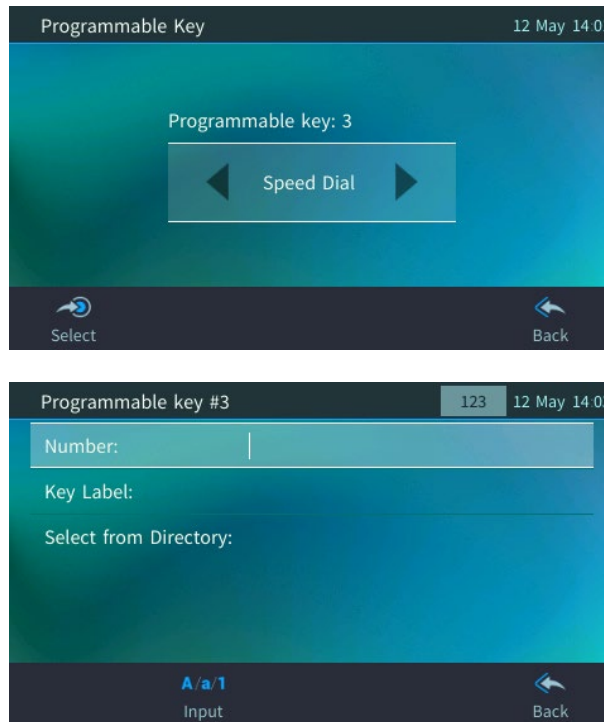 Programmable Key 12 May 14:0
Programmable key: 3
Speed Dial
Select Back
Programmable key #3 123 12 May 14:0
Number:
Key Label:
Select from Directory:
A/a/1
Input Back